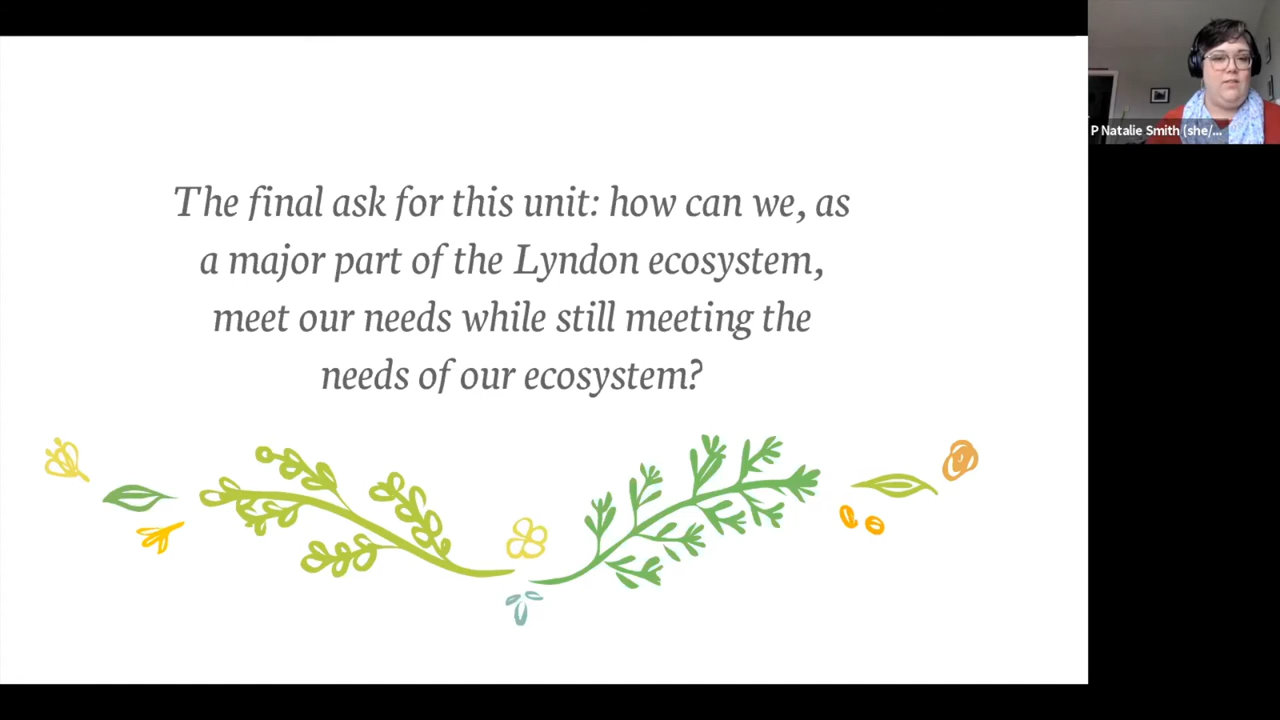 The final ask for this unit: how can we, as
a major part of the Lyndon ecosystem,
meet our needs while still meeting the
needs of our ecosystem?
P Natalie Smith (she/...